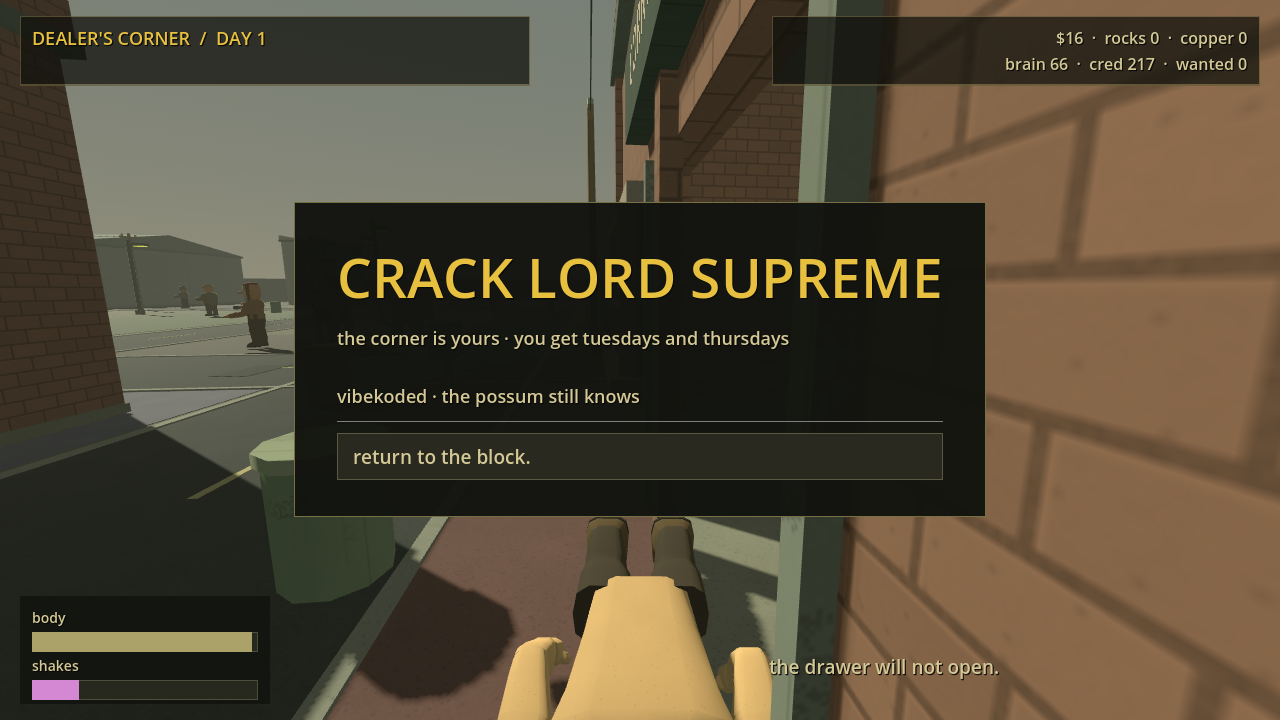 DEALER'S CORNER / DAY 1
$16 · rocks 0 · copper 0
brain 66 · cred 217 · wanted 0
CRACK LORD SUPREME
the corner is yours · you get tuesdays and thursdays
vibekoded · the possum still knows
return to the block.
body
shakes
the drawer will not open.